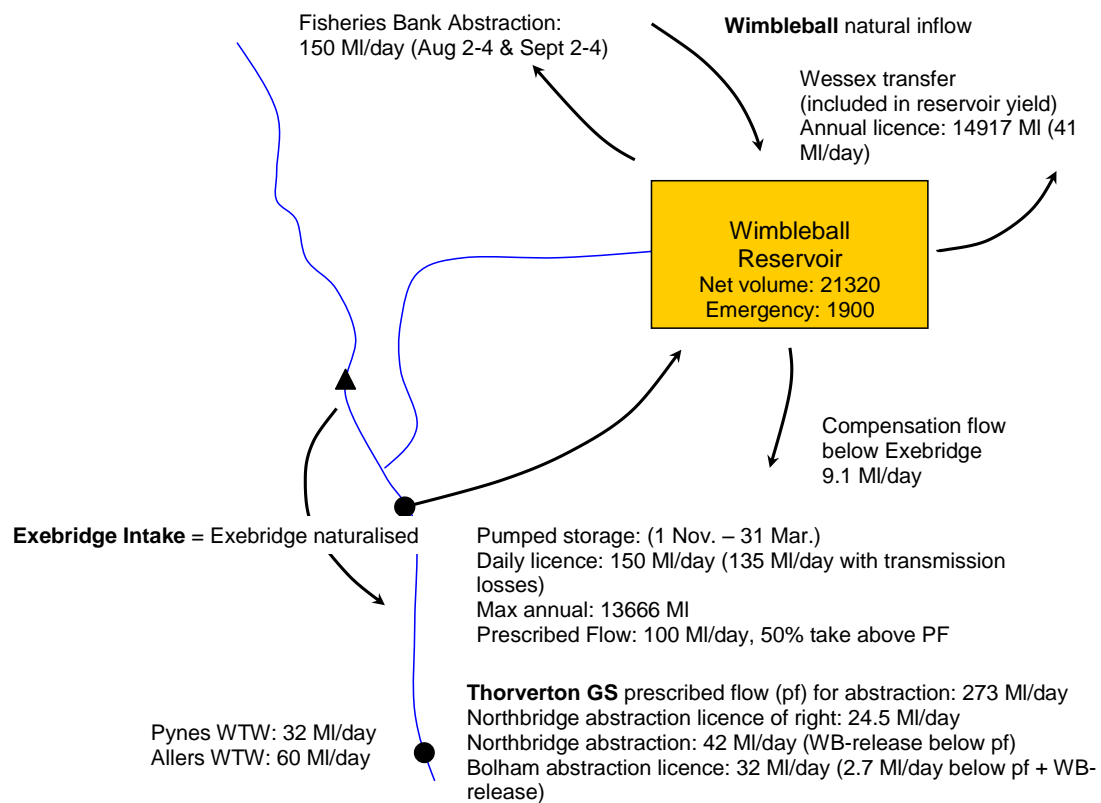 Fisheries Bank Abstraction:
150 Ml/day (Aug 2-4 & Sept 2-4)
Wimbleball natural inflow
Wessex transfer
(included in reservoir yield)
Annual licence: 14917 Ml (41
Ml/day)
Wimbleball
Reservoir
Net volume: 21320
Emergency: 1900
Compensation flow
below Exebridge
9.1 Ml/day
Exebridge Intake = Exebridge naturalised
Pumped storage: (1 Nov. – 31 Mar.)
Daily licence: 150 Ml/day (135 Ml/day with transmission
losses)
Max annual: 13666 Ml
Prescribed Flow: 100 Ml/day, 50% take above PF
Thorverton GS prescribed flow (pf) for abstraction: 273 Ml/day
Northbridge abstraction licence of right: 24.5 Ml/day
Northbridge abstraction: 42 Ml/day (WB-release below pf)
Bolham abstraction licence: 32 Ml/day (2.7 Ml/day below pf + WB-
release)
Pynes WTW: 32 Ml/day
Allers WTW: 60 Ml/day